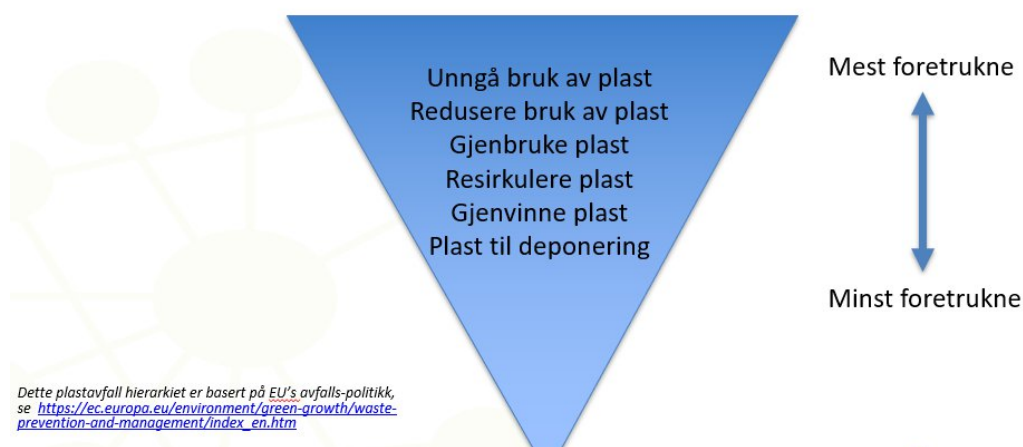 Unngå bruk av plast
Redusere bruk av plast
Gjenbruke plast
Resirkulere plast
Gjenvinne plast
Plast til deponering
Mest foretrukne
Minst foretrukne
Dette plastavfall hierarkiet er basert på EU's avfalls-politikk,
se https://ec.europa.eu/environment/green-growth/waste-
prevention-and-management/index_en.htm